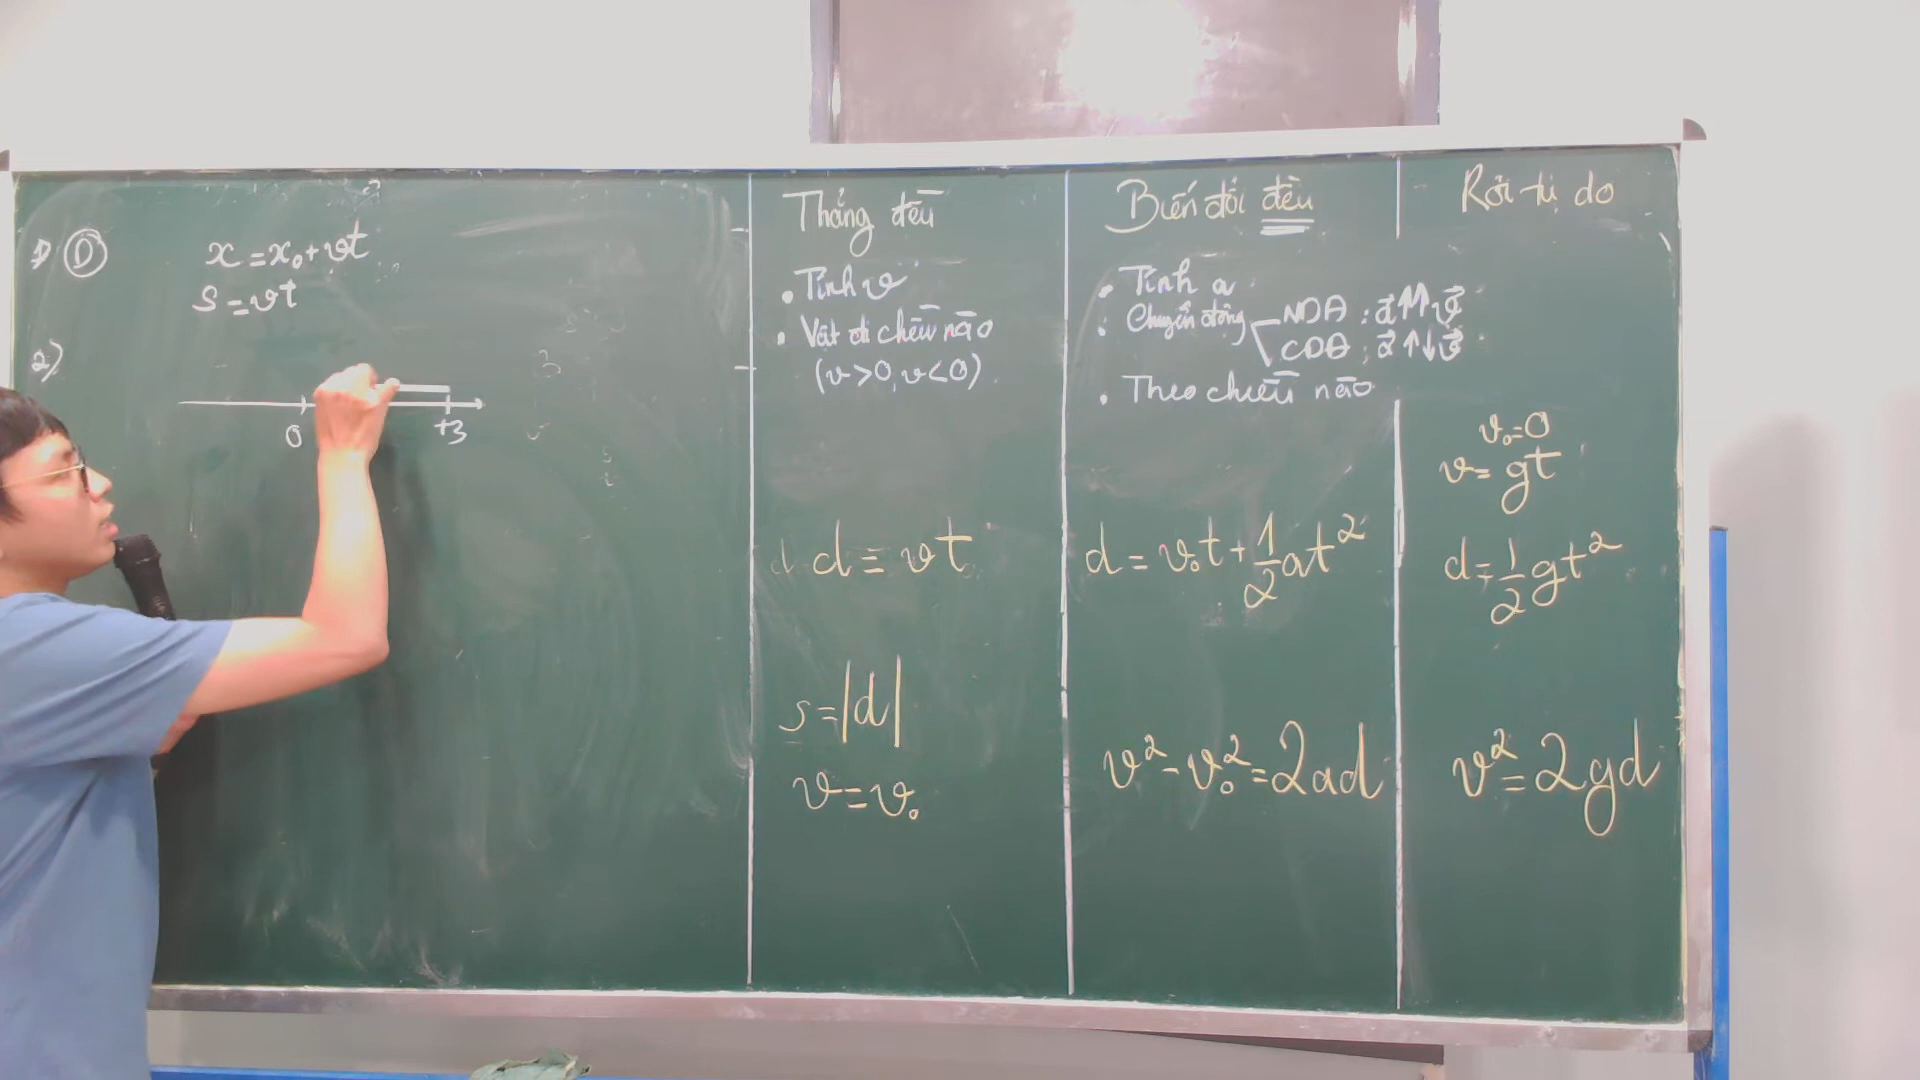 1) D
x = x₀ + vt
s = vt
2)
0 +3
Thẳng đều
• Tính v
• Vật đi chiều nào
(v > 0, v < 0)
d = vt
s = |d|
v = v₀
Biến đổi đều
• Tính a
• Chuyển động
NDĐ : a⃗ ↑↑ v⃗
CDĐ : a⃗ ↑↓ v⃗
• Theo chiều nào
d = v₀t + 1/2 at²
v² - v₀² = 2ad
Rơi tự do
v₀ = 0
v = gt
d = 1/2 gt²
v² = 2gd